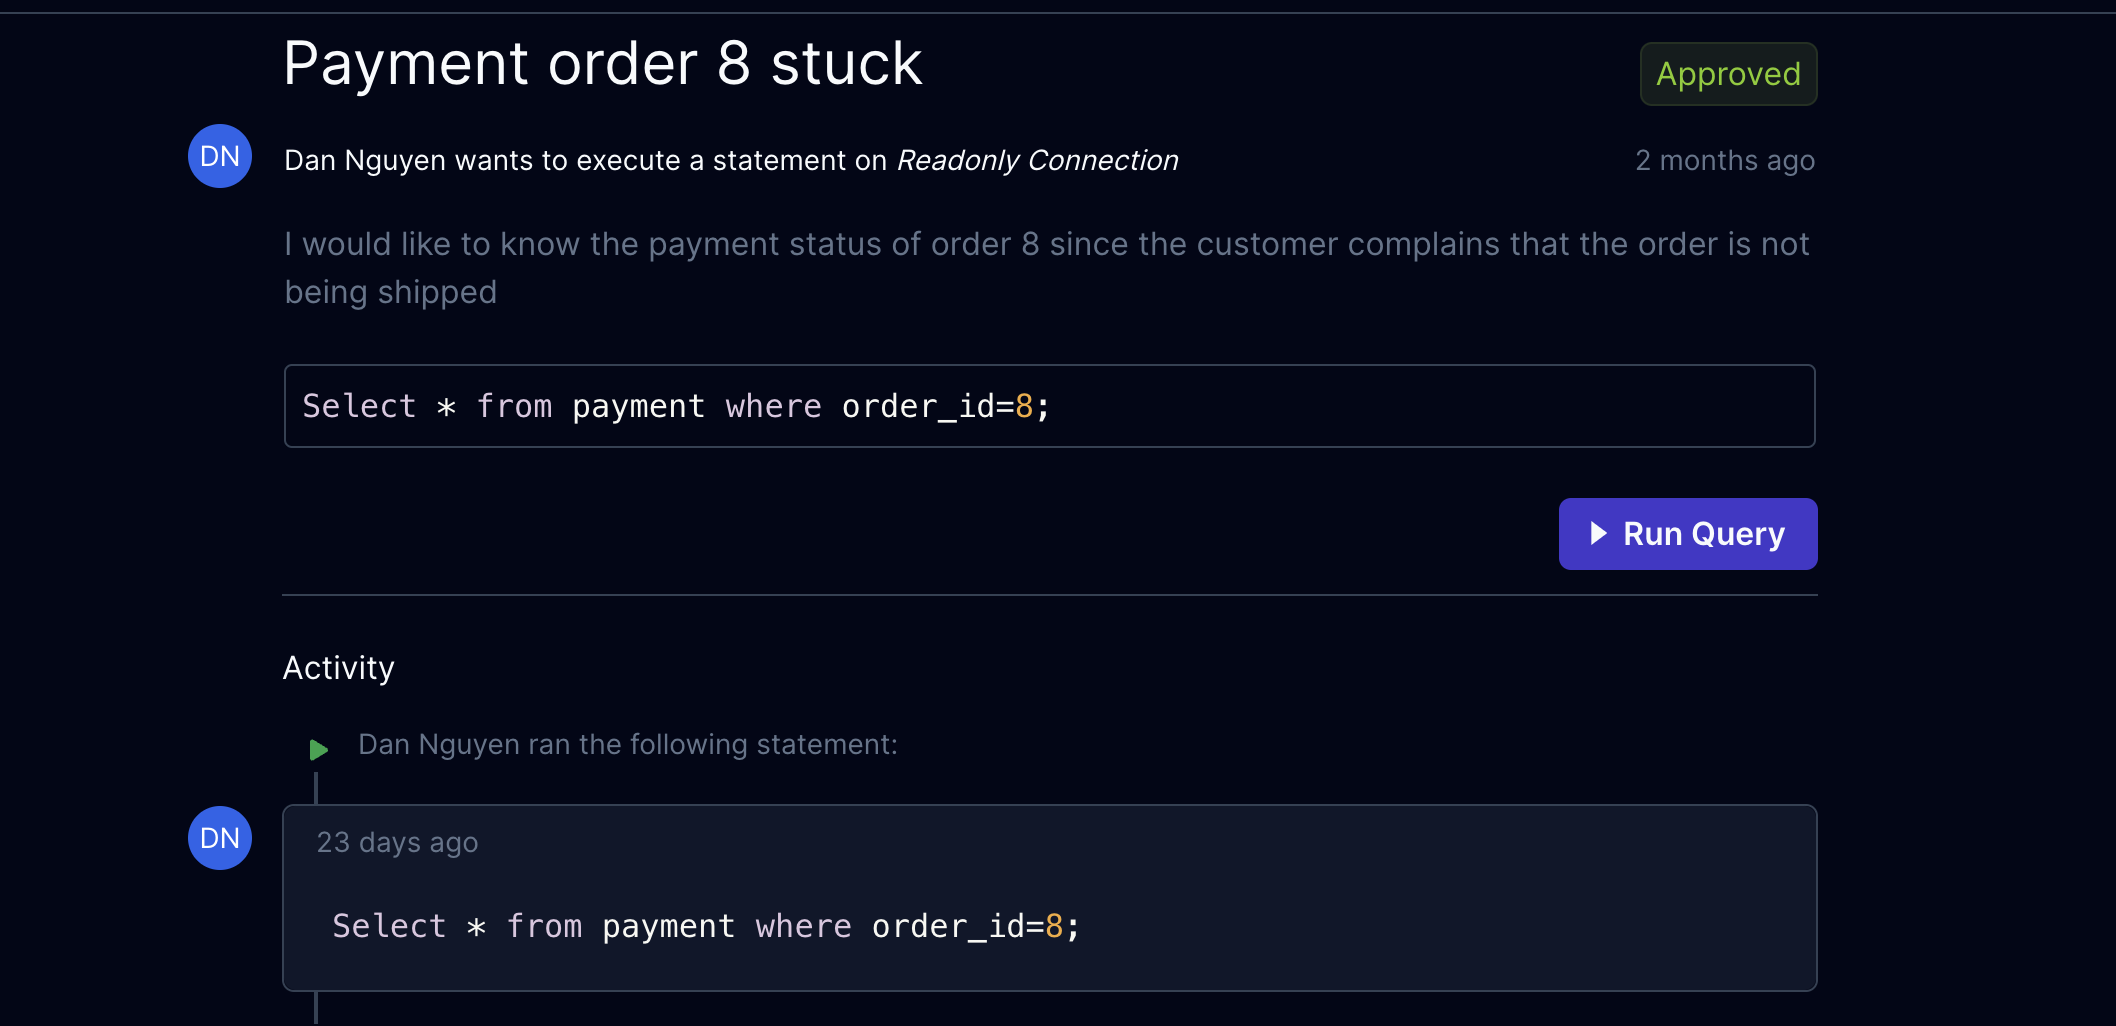 Payment order 8 stuck
Approved
DN
Dan Nguyen wants to execute a statement on Readonly Connection
2 months ago
I would like to know the payment status of order 8 since the customer complains that the order is not
being shipped
Select * from payment where order_id=8;
Run Query
Activity
Dan Nguyen ran the following statement:
DN
23 days ago
Select * from payment where order_id=8;